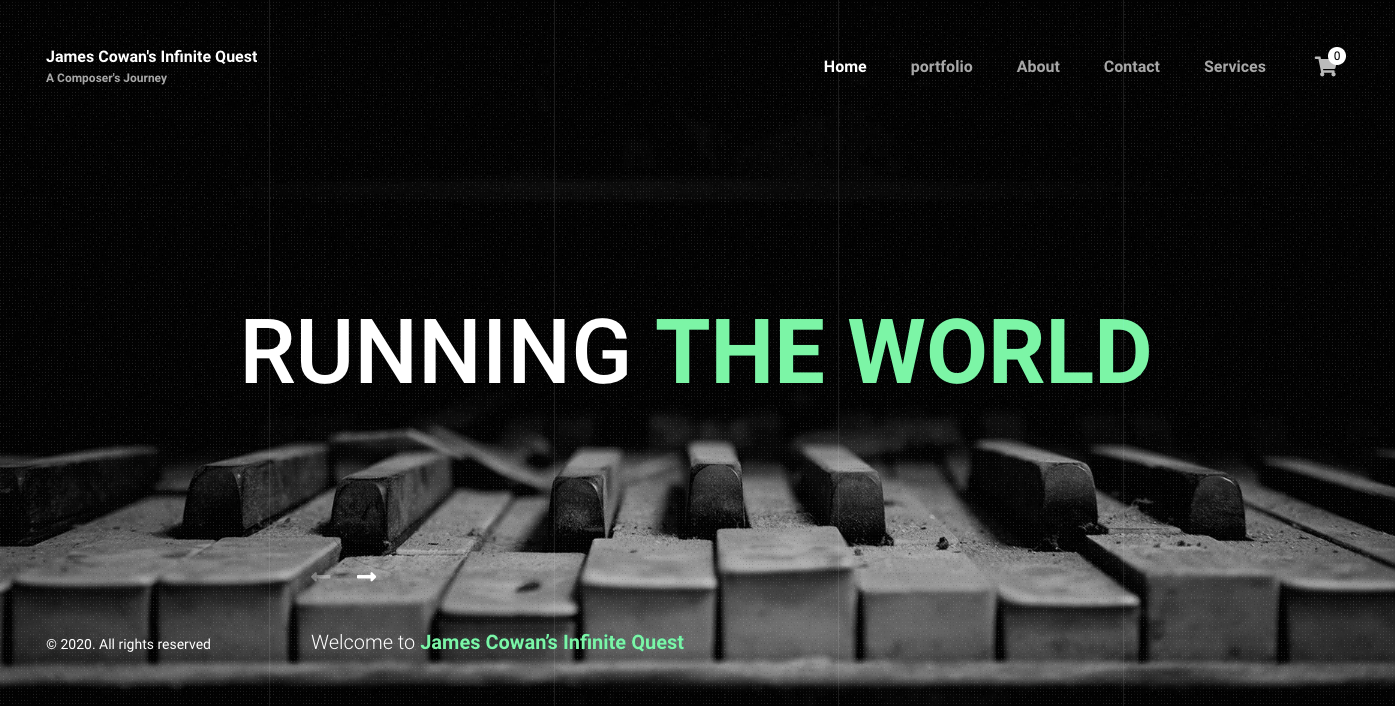 James Cowan's Infinite Quest
A Composer's Journey
Home portfolio About Contact Services 0
RUNNING THE WORLD
© 2020. All rights reserved
Welcome to James Cowan’s Infinite Quest